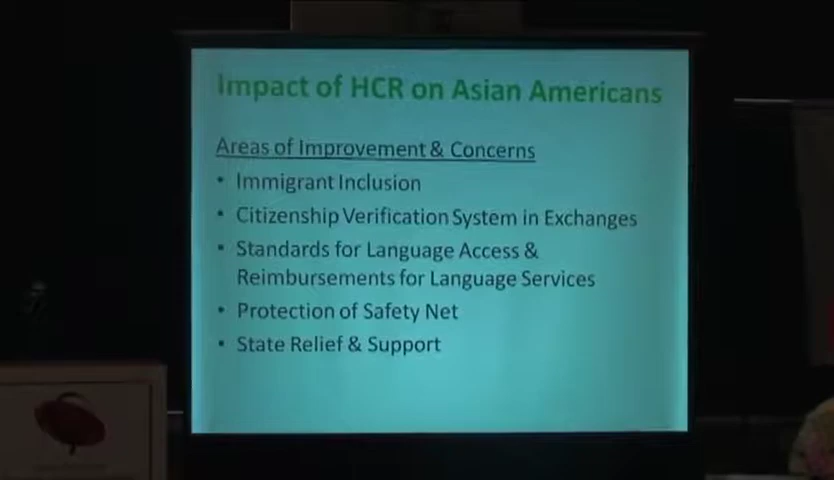 Impact of HCR on Asian Americans
Areas of Improvement & Concerns
• Immigrant Inclusion
• Citizenship Verification System in Exchanges
• Standards for Language Access &
Reimbursements for Language Services
• Protection of Safety Net
• State Relief & Support